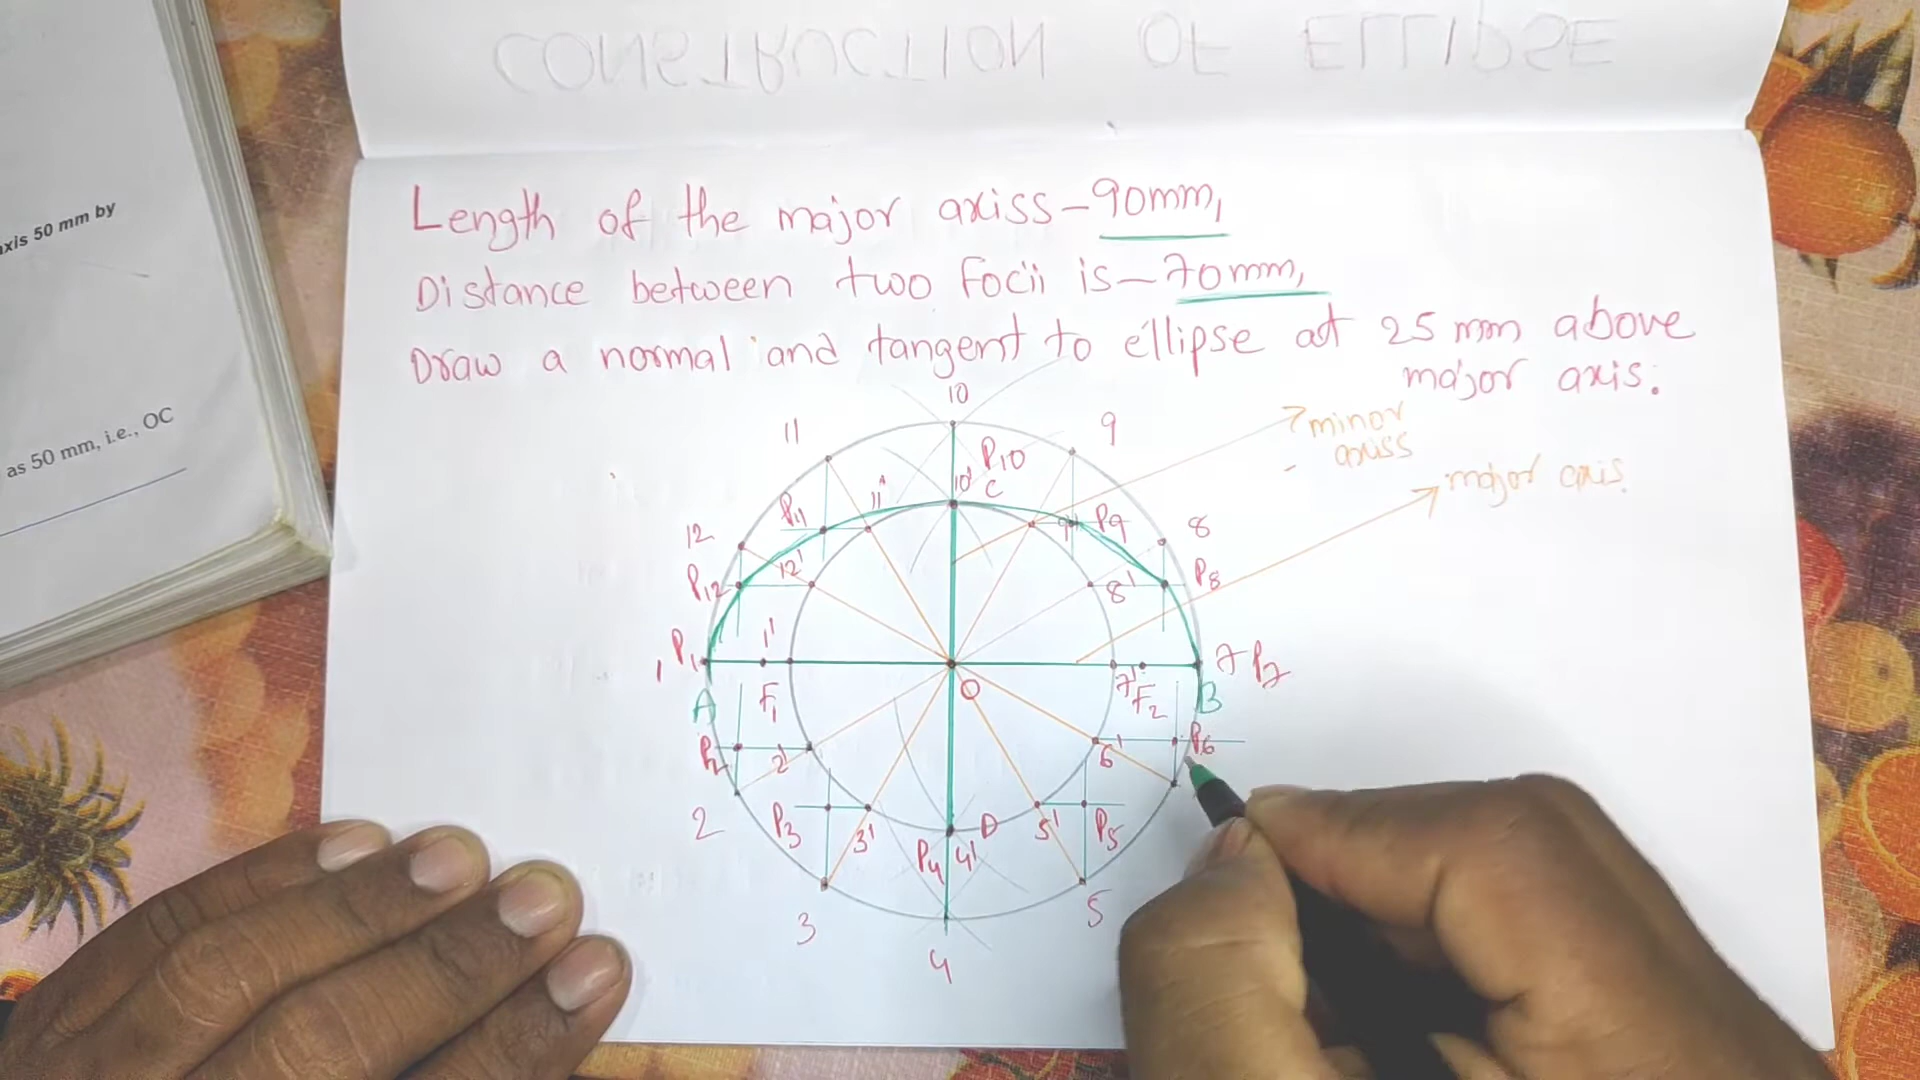 CONSTRUCTION OF ELLIPSE
axis 50 mm by
as 50 mm, i.e., OC
Length of the major axiss-90mm,
Distance between two Focii is-70mm,
Draw a normal and tangent to ellipse at 25 mm above
major axis.
10
minor
axiss
11
9
P10
major axis.
10'
C
11'
P11
9'
P9
12
8
12'
P12
8'
P8
1
P1
1'
7
P7
O
A
F1
7'
F2
B
P2
2'
6'
P6
2
P3
3'
P4
4'
D
5'
P5
3
5
4